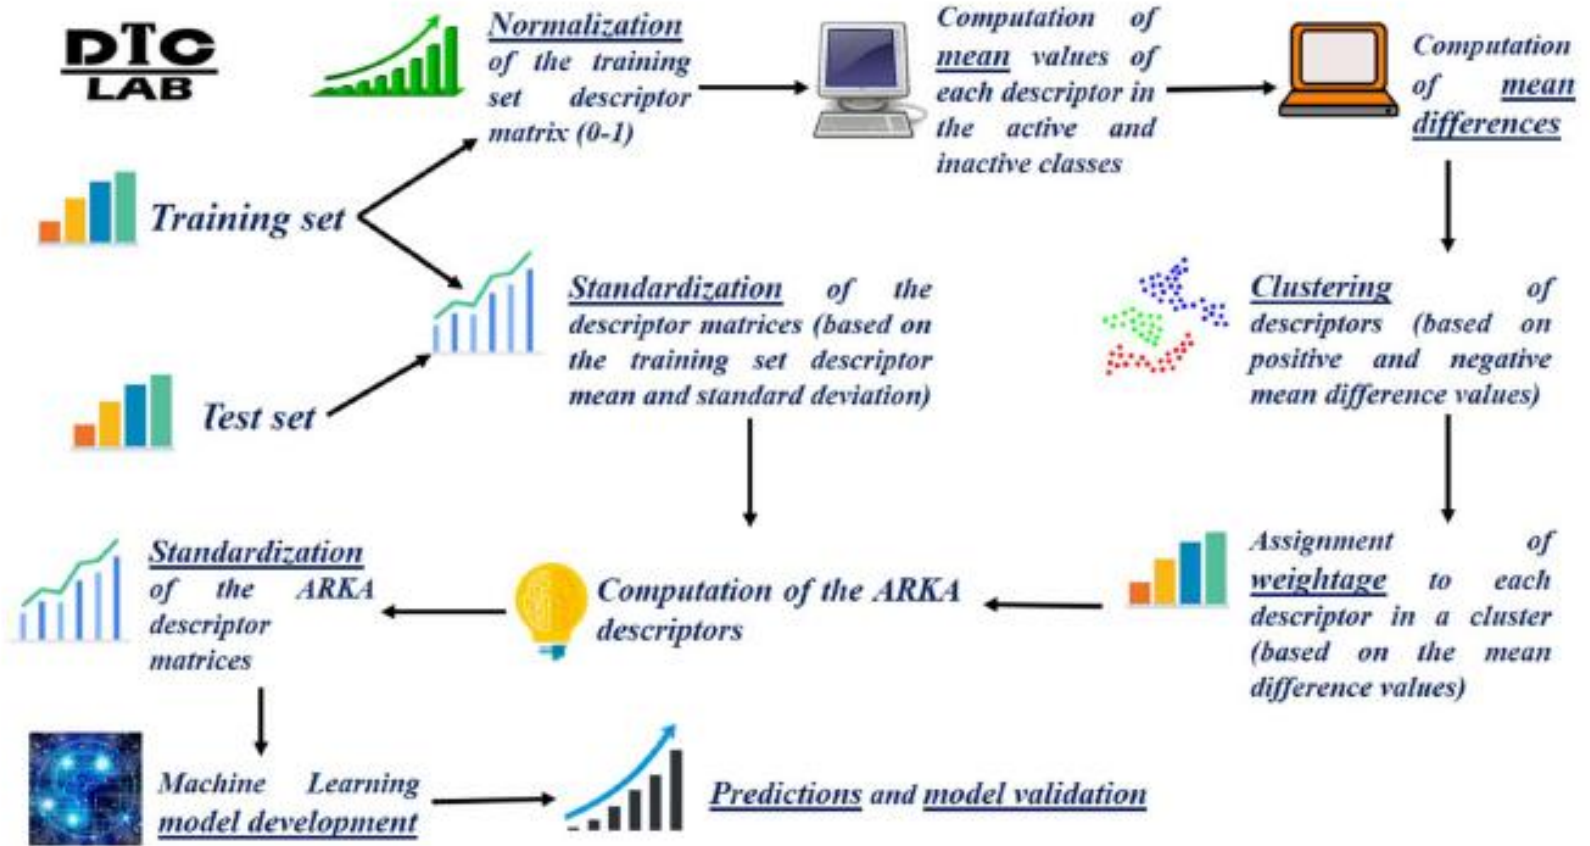 DTC
LAB
Normalization
of the training
set descriptor
matrix (0-1)
Computation of
mean values of
each descriptor in
the active and
inactive classes
Computation
of mean
differences
Training set
Standardization of the
descriptor matrices (based on
the training set descriptor
mean and standard deviation)
Clustering of
descriptors (based on
positive and negative
mean difference values)
Test set
Standardization
of the ARKA
descriptor
matrices
Computation of the ARKA
descriptors
Assignment of
weightage to each
descriptor in a cluster
(based on the mean
difference values)
Machine Learning
model development
Predictions and model validation